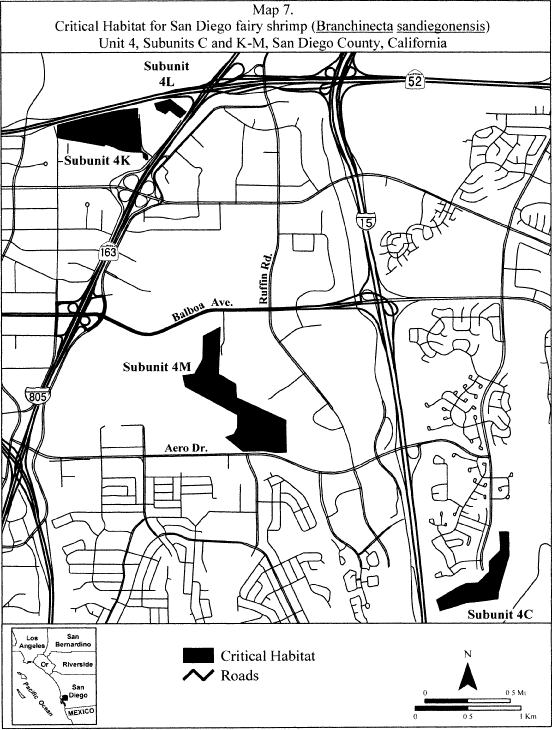 Map 7.
Critical Habitat for San Diego fairy shrimp (Branchinecta sandiegonensis)
Unit 4, Subunits C and K-M, San Diego County, California
Subunit
4L
52
Subunit 4K
15
163
Ruffin Rd.
Balboa Ave.
Subunit 4M
805
Aero Dr.
Subunit 4C
Los
Angeles
San
Bernardino
Or
Riverside
San
Diego
Pacific Ocean
MEXICO
Critical Habitat
Roads
N
0 0.5 Mi
0 0.5 1 Km